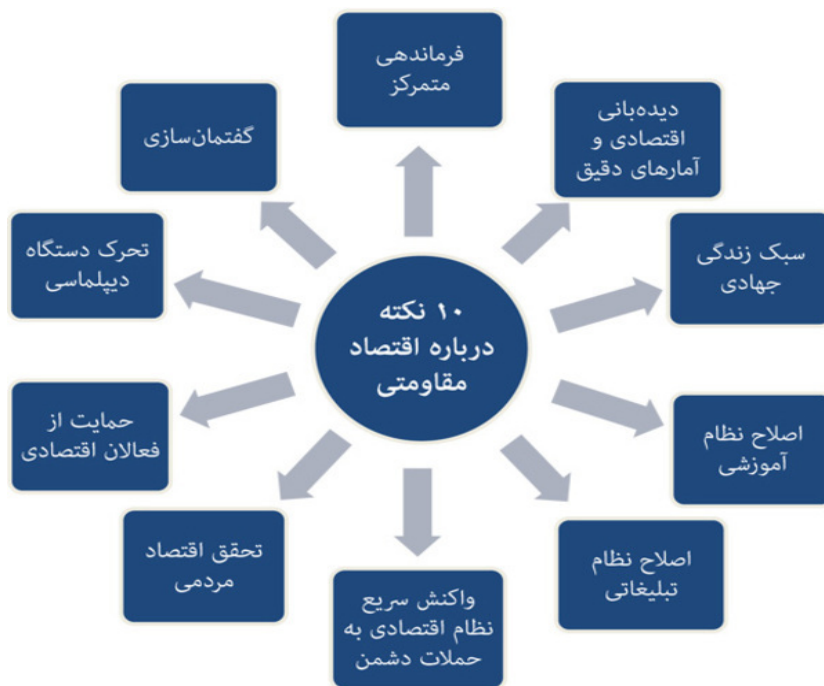 ۱۰ نکته
درباره اقتصاد
مقاومتی
فرماندهی
متمرکز
دیده‌بانی
اقتصادی و
آمارهای دقیق
سبک زندگی
جهادی
اصلاح نظام
آموزشی
اصلاح نظام
تبلیغاتی
واکنش سریع
نظام اقتصادی به
حملات دشمن
تحقق اقتصاد
مردمی
حمایت از
فعالان اقتصادی
تحرک دستگاه
دیپلماسی
گفتمان‌سازی